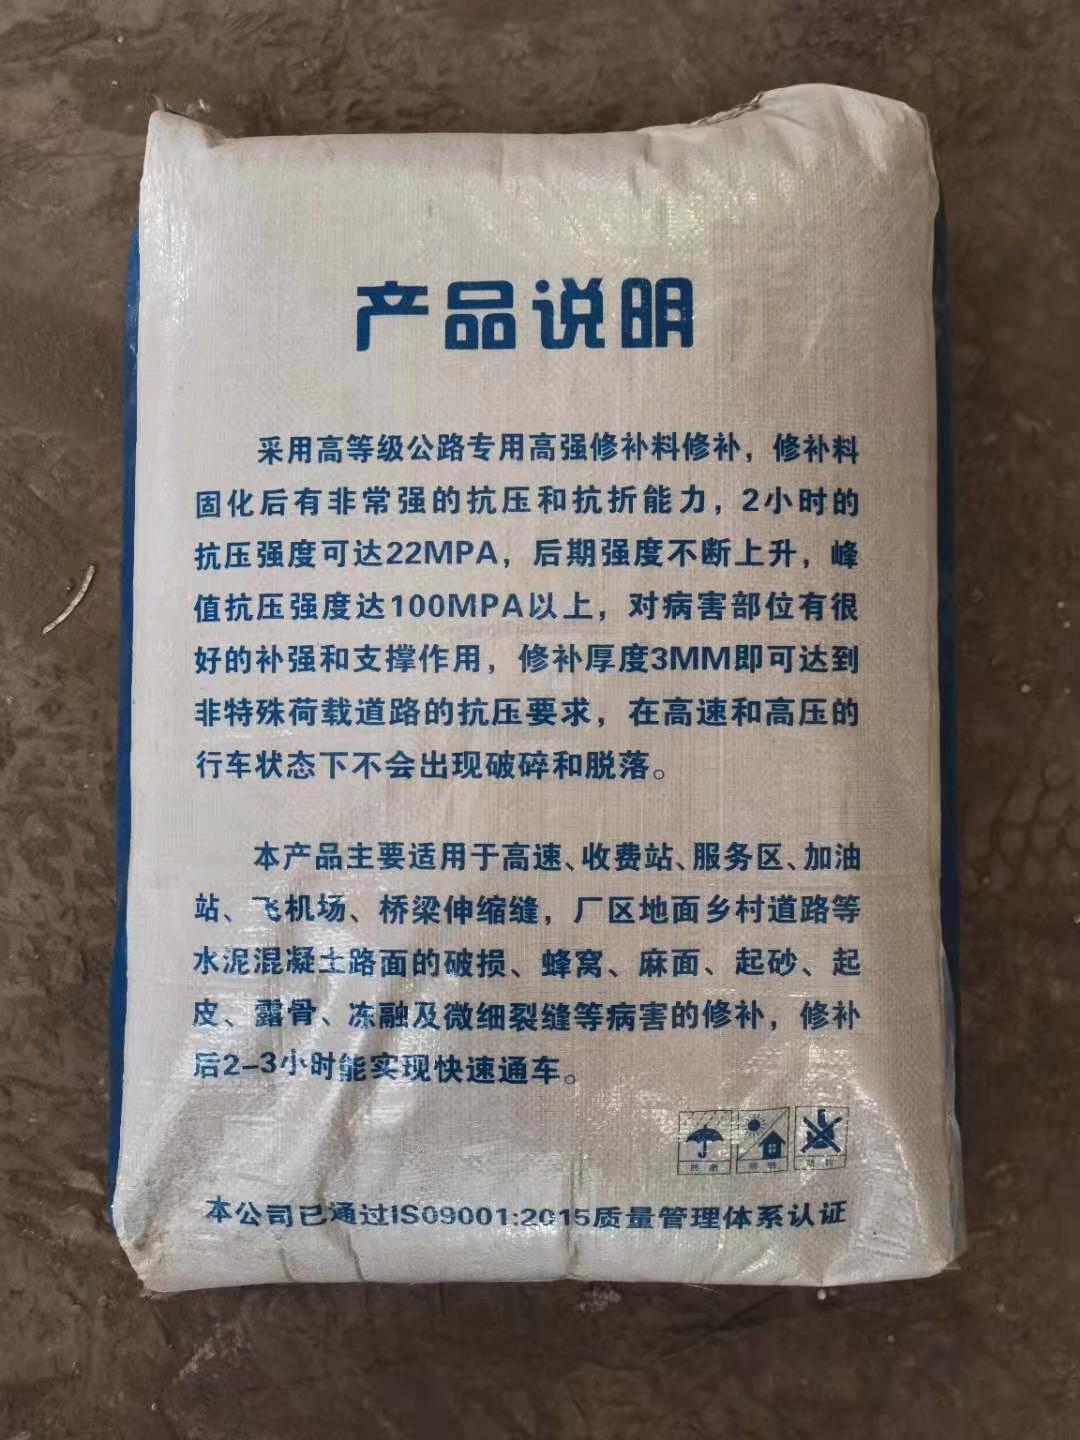 产品说明
采用高等级公路专用高强修补料修补，修补料
固化后有非常强的抗压和抗折能力，2小时的
抗压强度可达22MPA，后期强度不断上升，峰
值抗压强度达100MPA以上，对病害部位有很
好的补强和支撑作用，修补厚度3MM即可达到
非特殊荷载道路的抗压要求，在高速和高压的
行车状态下不会出现破碎和脱落。
本产品主要适用于高速、收费站、服务区、加油
站、飞机场、桥梁伸缩缝，厂区地面乡村道路等
水泥混凝土路面的破损、蜂窝、麻面、起砂、起
皮、露骨、冻融及微细裂缝等病害的修补，修补
后2-3小时能实现快速通车。
本公司已通过ISO9001:2015质量管理体系认证